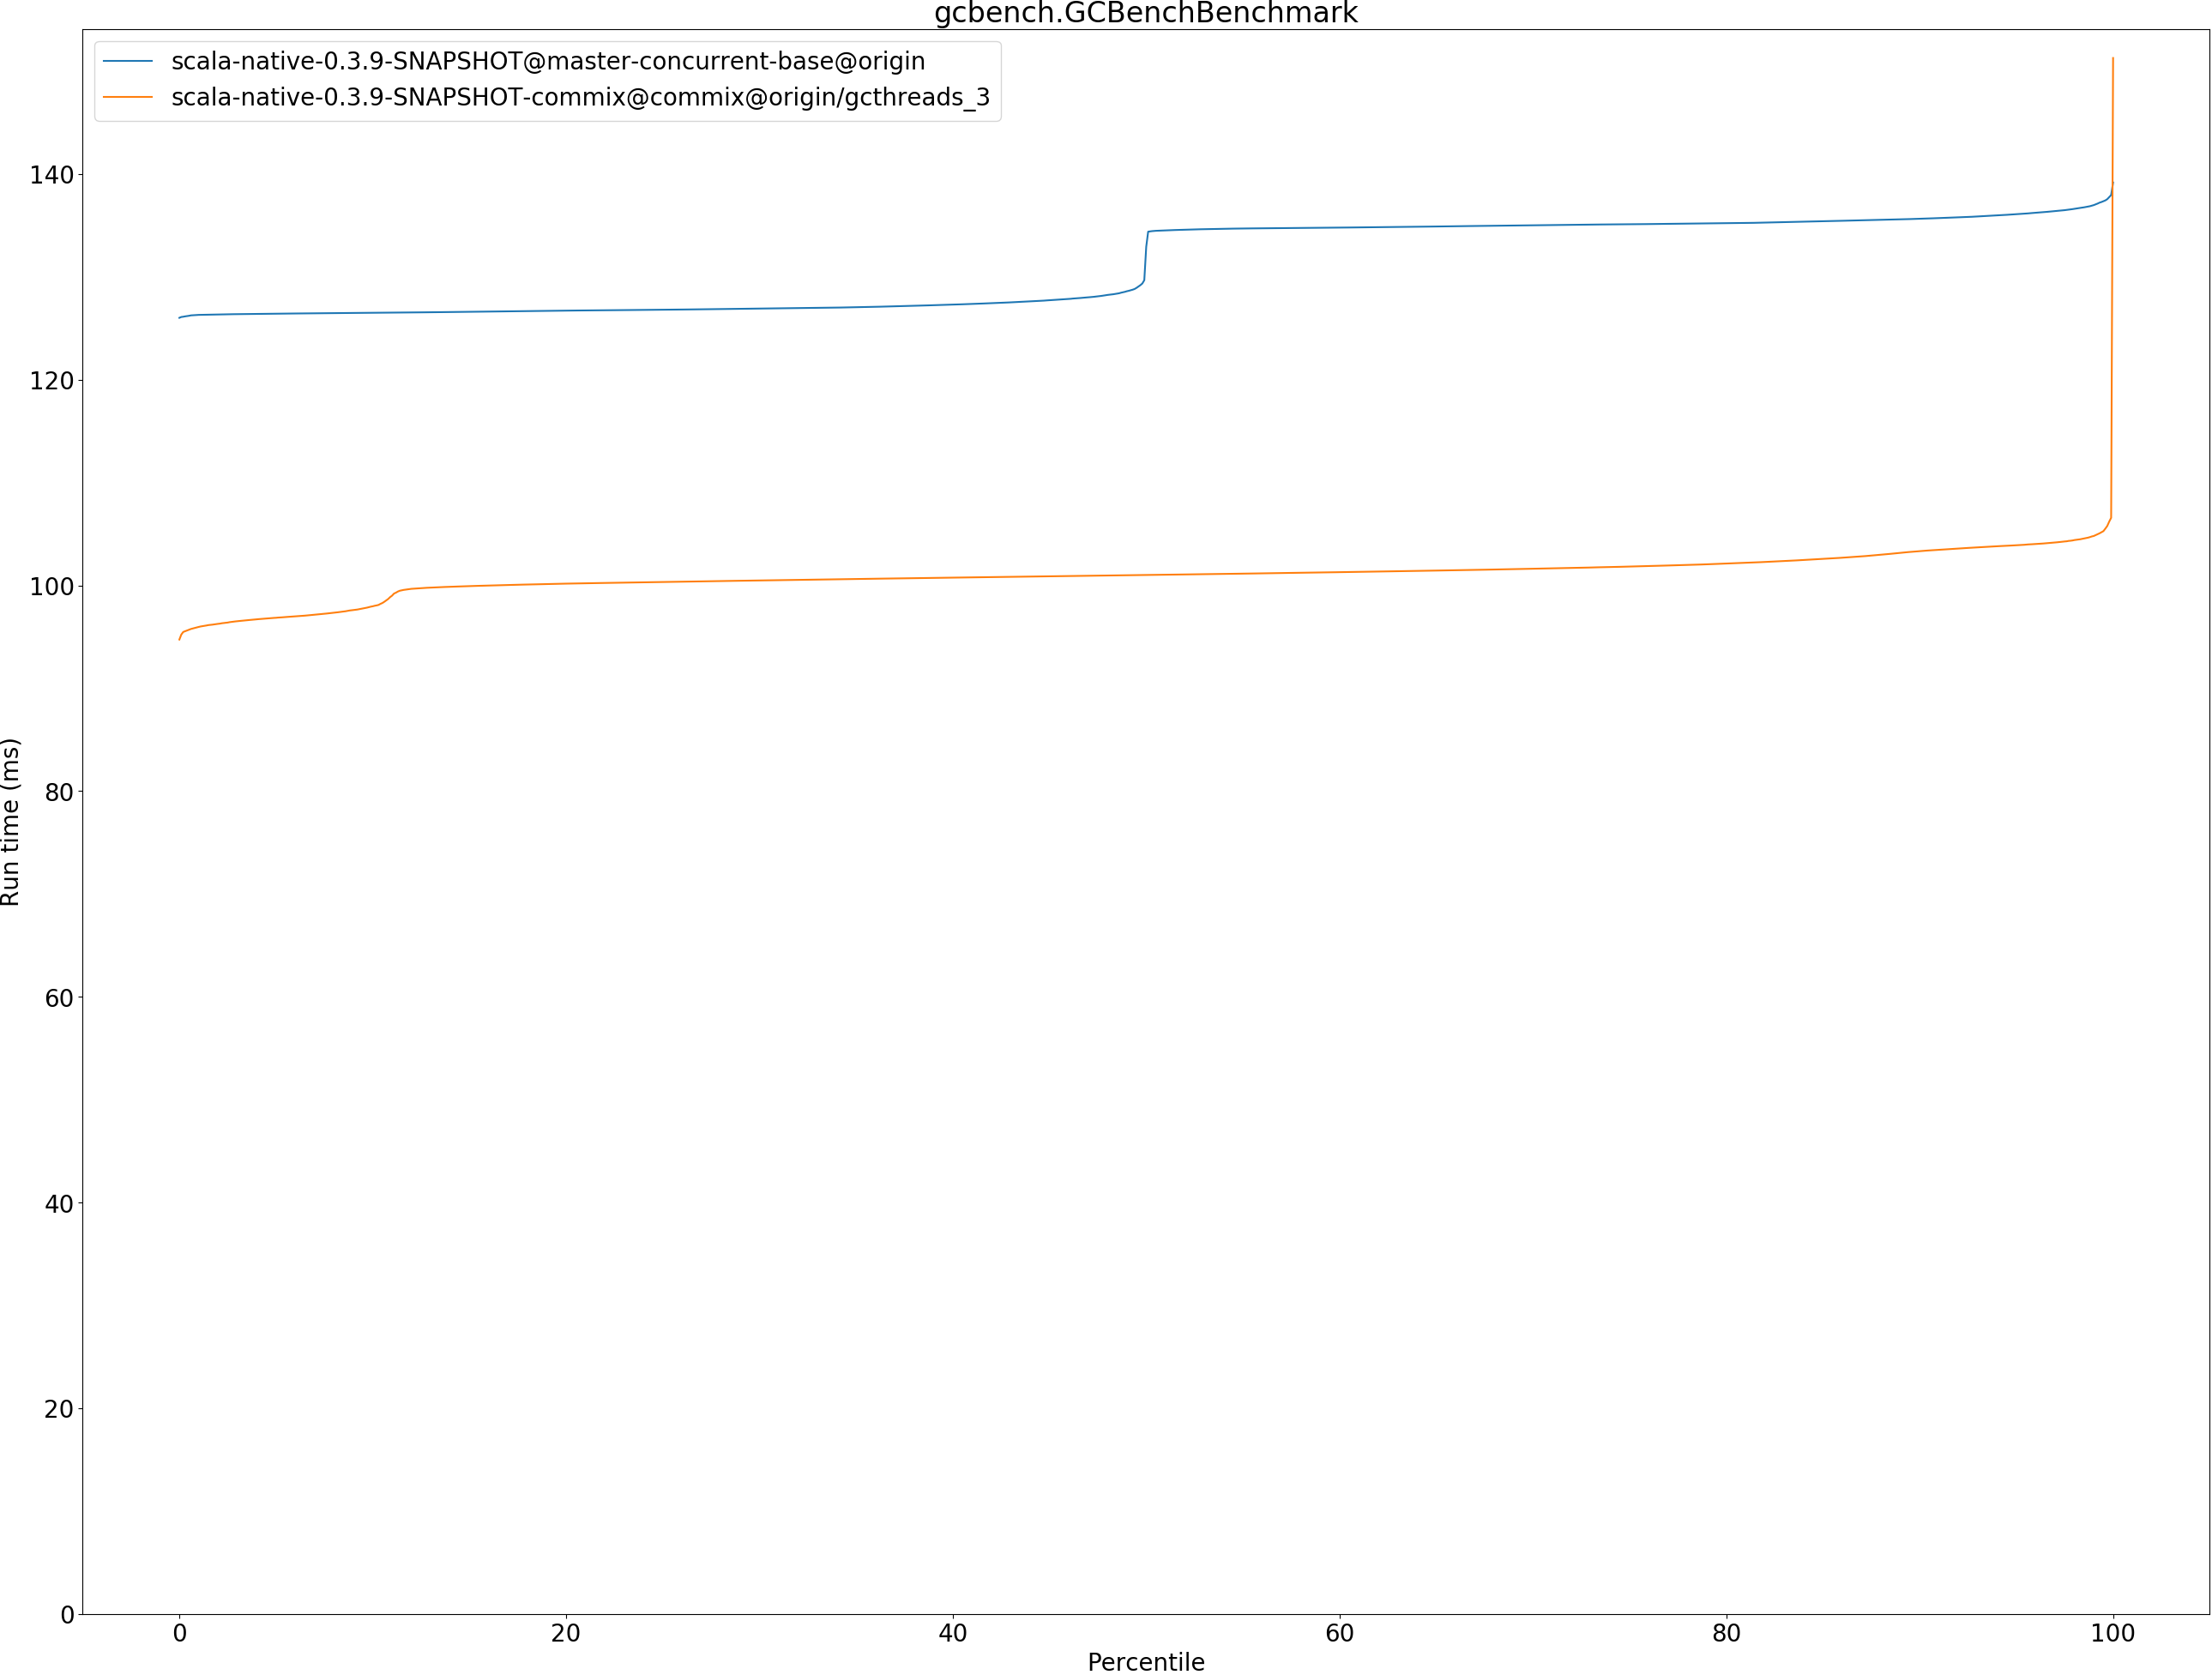 gcbench.GCBenchBenchmark
scala-native-0.3.9-SNAPSHOT@master-concurrent-base@origin
scala-native-0.3.9-SNAPSHOT-commix@commix@origin/gcthreads_3
140
120
100
80
60
40
20
0
Run time (ms)
0 20 40 60 80 100
Percentile